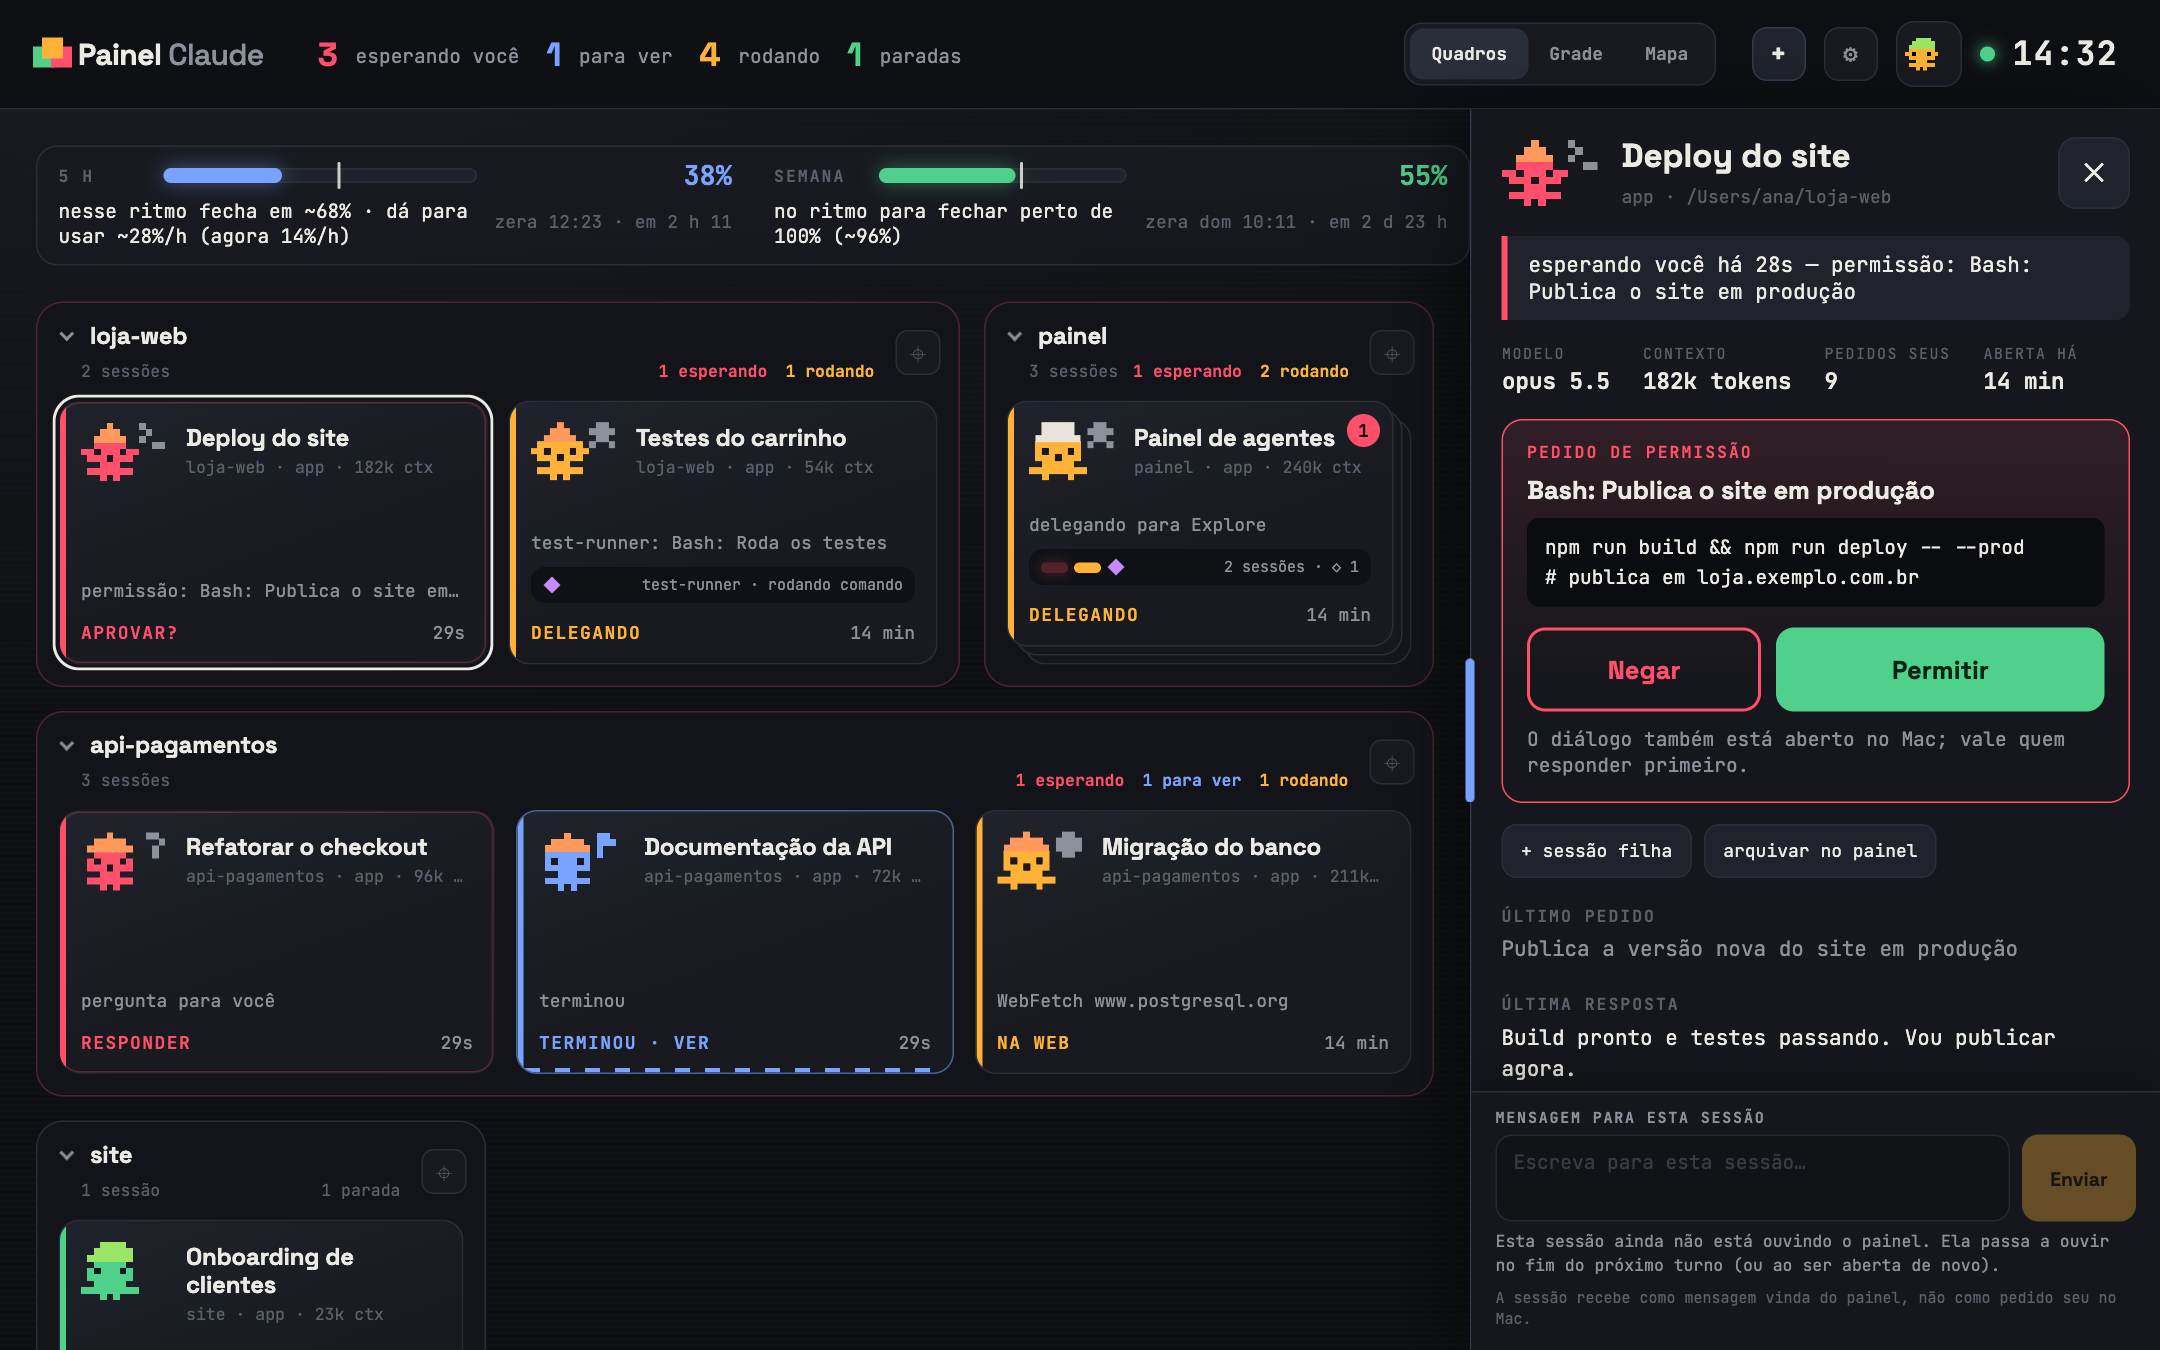 Painel Claude
3 esperando você 1 para ver 4 rodando 1 paradas
Quadros Grade Mapa
+
14:32
5 H 38%
nesse ritmo fecha em ~68% · dá para
usar ~28%/h (agora 14%/h)
zera 12:23 · em 2 h 11
SEMANA 55%
no ritmo para fechar perto de
100% (~96%)
zera dom 10:11 · em 2 d 23 h
loja-web
2 sessões
1 esperando 1 rodando
Deploy do site
loja-web · app · 182k ctx
permissão: Bash: Publica o site em…
APROVAR? 29s
Testes do carrinho
loja-web · app · 54k ctx
test-runner: Bash: Roda os testes
test-runner · rodando comando
DELEGANDO 14 min
painel
3 sessões 1 esperando 2 rodando
Painel de agentes 1
painel · app · 240k ctx
delegando para Explore
2 sessões · ◇ 1
DELEGANDO 14 min
api-pagamentos
3 sessões
1 esperando 1 para ver 1 rodando
Refatorar o checkout
api-pagamentos · app · 96k …
pergunta para você
RESPONDER 29s
Documentação da API
api-pagamentos · app · 72k …
terminou
TERMINOU · VER 29s
Migração do banco
api-pagamentos · app · 211k…
WebFetch www.postgresql.org
NA WEB 14 min
site
1 sessão 1 parada
Onboarding de
clientes
site · app · 23k ctx
Deploy do site
app · /Users/ana/loja-web
esperando você há 28s — permissão: Bash:
Publica o site em produção
MODELO CONTEXTO PEDIDOS SEUS ABERTA HÁ
opus 5.5 182k tokens 9 14 min
PEDIDO DE PERMISSÃO
Bash: Publica o site em produção
npm run build && npm run deploy -- --prod
# publica em loja.exemplo.com.br
Negar Permitir
O diálogo também está aberto no Mac; vale quem
responder primeiro.
+ sessão filha arquivar no painel
ÚLTIMO PEDIDO
Publica a versão nova do site em produção
ÚLTIMA RESPOSTA
Build pronto e testes passando. Vou publicar
agora.
MENSAGEM PARA ESTA SESSÃO
Escreva para esta sessão…
Enviar
Esta sessão ainda não está ouvindo o painel. Ela passa a ouvir
no fim do próximo turno (ou ao ser aberta de novo).
A sessão recebe como mensagem vinda do painel, não como pedido seu no
Mac.